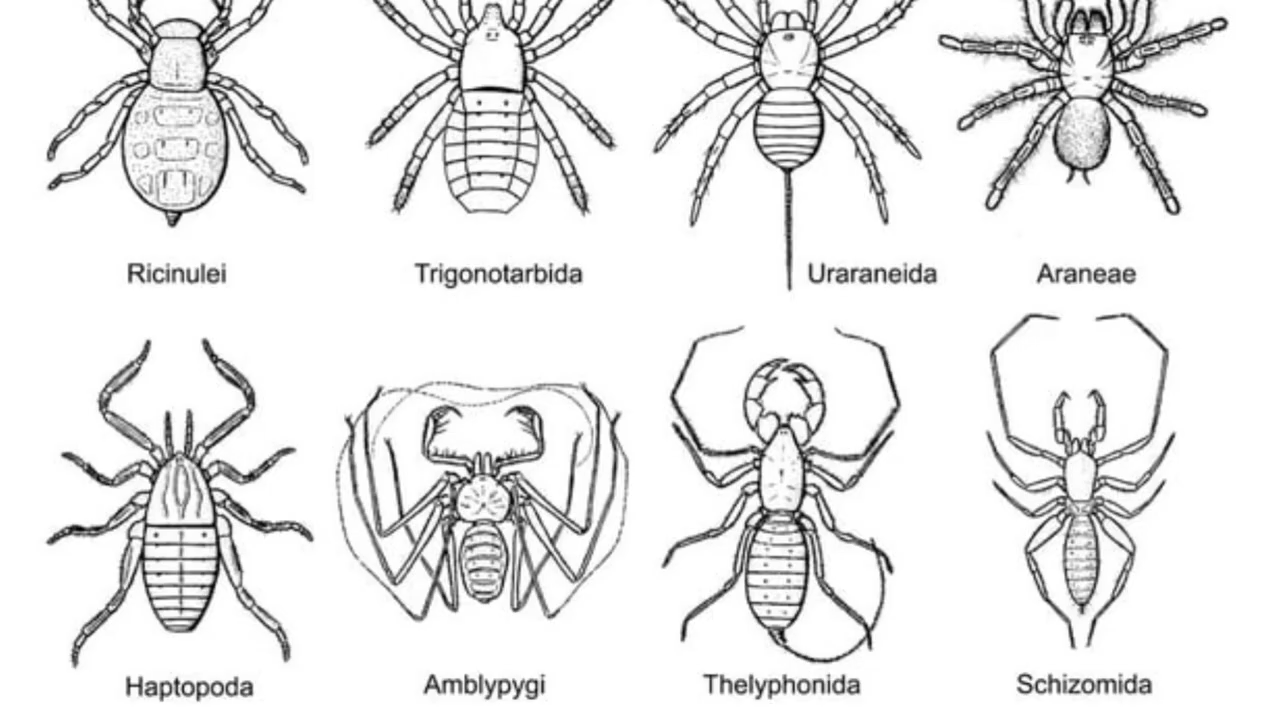 Ricinulei
Trigonotarbida
Uraraneida
Araneae
Haptopoda
Amblypygi
Thelyphonida
Schizomida